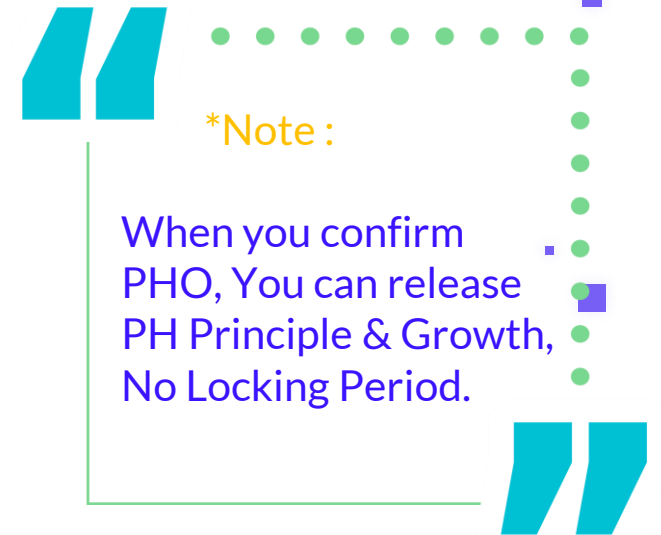 *Note :
When you confirm
PHO, You can release
PH Principle & Growth,
No Locking Period.